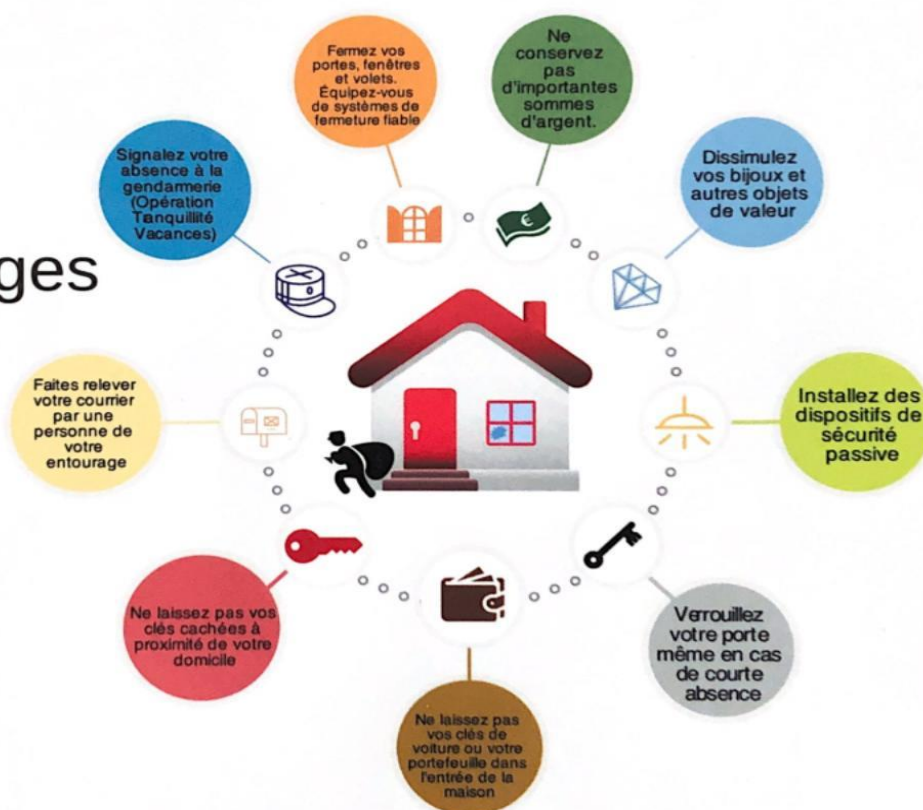 Fermez vos
portes, fenêtres
et volets.
Équipez-vous
de systèmes de
fermeture fiable
Ne
conservez
pas
d'importantes
sommes
d'argent.
Signalez votre
absence à la
gendarmerie
(Opération
Tanquillité
Vacances)
Dissimulez
vos bijoux et
autres objets
de valeur
ges
Faites relever
votre courrier
par une
personne de
votre
entourage
Installez des
dispositifs de
sécurité
passive
Ne laissez pas vos
clés cachées à
proximité de votre
domicile
Verrouillez
votre porte
même en cas
de courte
absence
Ne laissez pas
vos clés de
voiture ou votre
portefeuille dans
l'entrée de la
maison